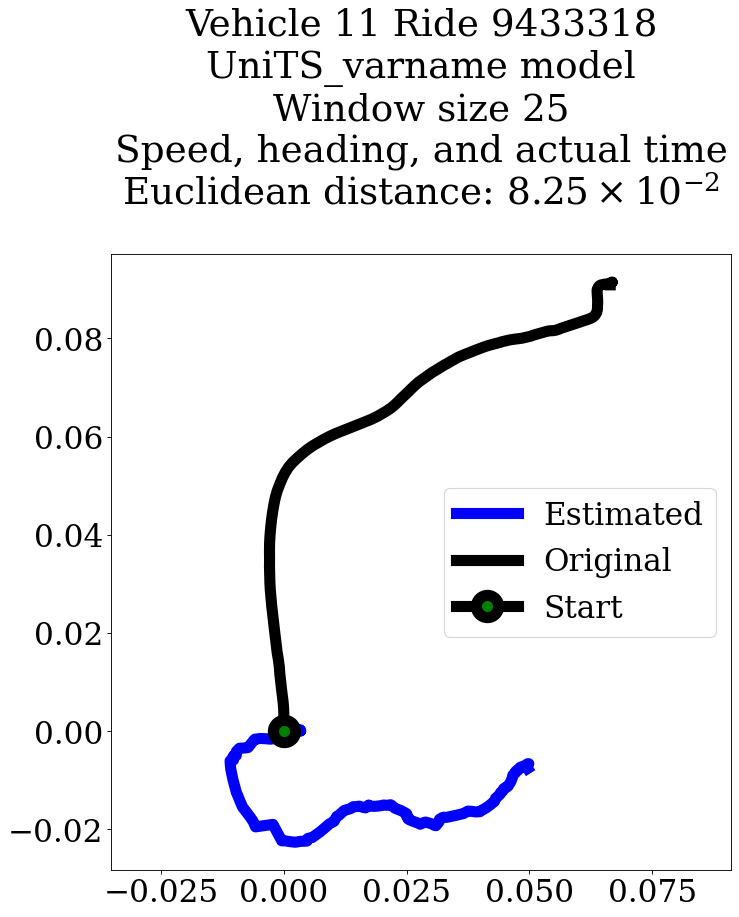 Vehicle 11 Ride 9433318
UniTS_varname model
Window size 25
Speed, heading, and actual time
Euclidean distance: 8.25 × 10⁻²
0.08
0.06
0.04
0.02
0.00
−0.02
Estimated
Original
Start
−0.025 0.000 0.025 0.050 0.075